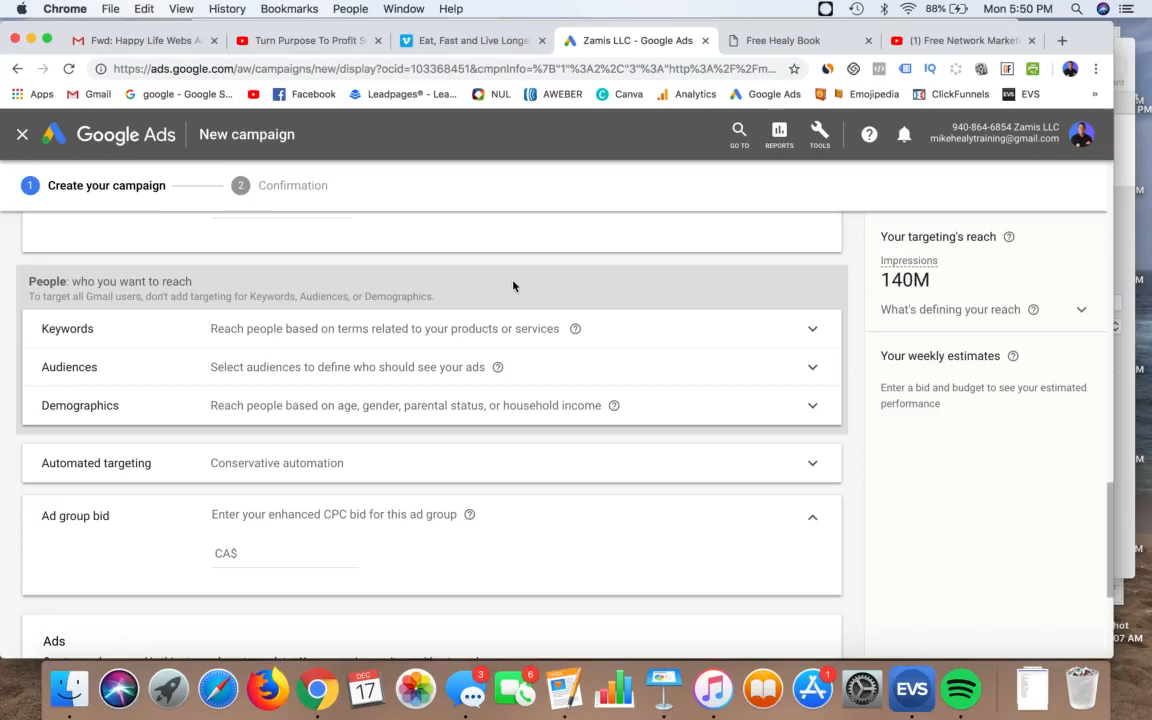 Chrome File Edit View History Bookmarks People Window Help 88% Mon 5:50 PM
Fwd: Happy Life Webs A Turn Purpose To Profit S Eat, Fast and Live Longe Zamis LLC - Google Ads Free Healy Book (1) Free Network Market
https://ads.google.com/aw/campaigns/new/display?ocid=103368451&cmpnInfo=%7B"1"%3A2%2C"3"%3A"http%3A%2F%2Fm...
Apps Gmail google - Google S... Facebook Leadpages® - Lea... NUL AWEBER Canva Analytics Google Ads Emojipedia ClickFunnels EVS EVS »
Google Ads New campaign
GO TO REPORTS TOOLS
940-864-6854 Zamis LLC
mikehealytraining@gmail.com
1 Create your campaign 2 Confirmation
People: who you want to reach
To target all Gmail users, don't add targeting for Keywords, Audiences, or Demographics.
Keywords Reach people based on terms related to your products or services
Audiences Select audiences to define who should see your ads
Demographics Reach people based on age, gender, parental status, or household income
Automated targeting Conservative automation
Ad group bid Enter your enhanced CPC bid for this ad group
CA$
Ads
Your targeting's reach
Impressions
140M
What's defining your reach
Your weekly estimates
Enter a bid and budget to see your estimated
performance
DEC
17
3
6
1
EVS